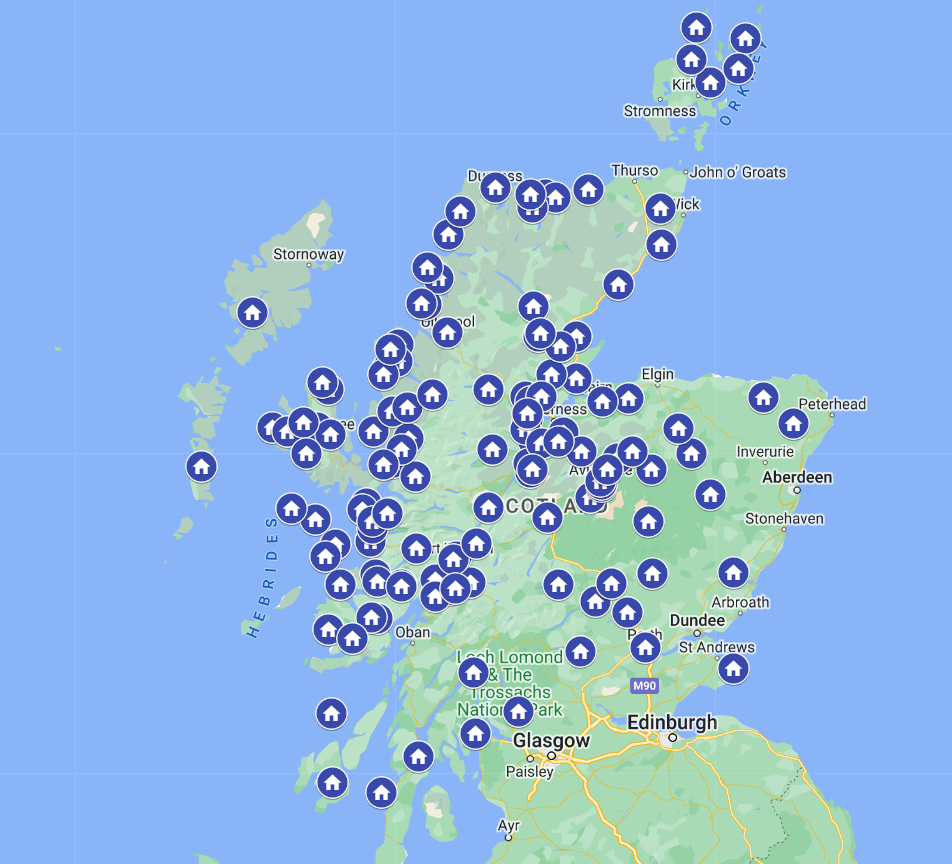 Kirk
ORKNEY
Stromness
Thurso
John o' Groats
Wick
Stornoway
Elgin
Peterhead
Inverurie
Aberdeen
SCOTLAND
Stonehaven
HEBRIDES
Arbroath
Oban
Dundee
Perth
St Andrews
Loch Lomond
& The
Trossachs
National Park
M90
Edinburgh
Glasgow
Paisley
Ayr